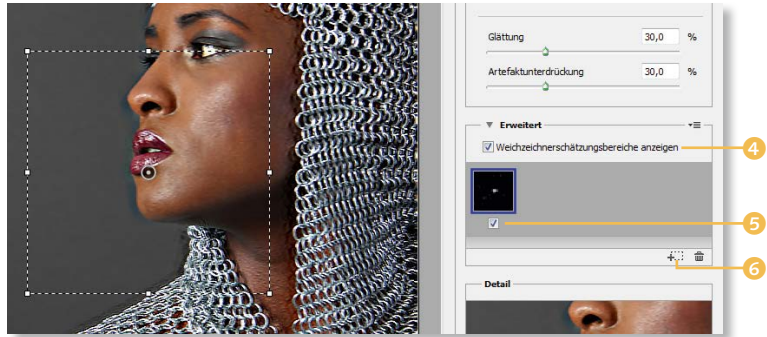 Glättung 30,0 %
Artefaktunterdrückung 30,0 %
Erweitert
Weichzeichnerschätzungsbereiche anzeigen 4
5
6
Detail